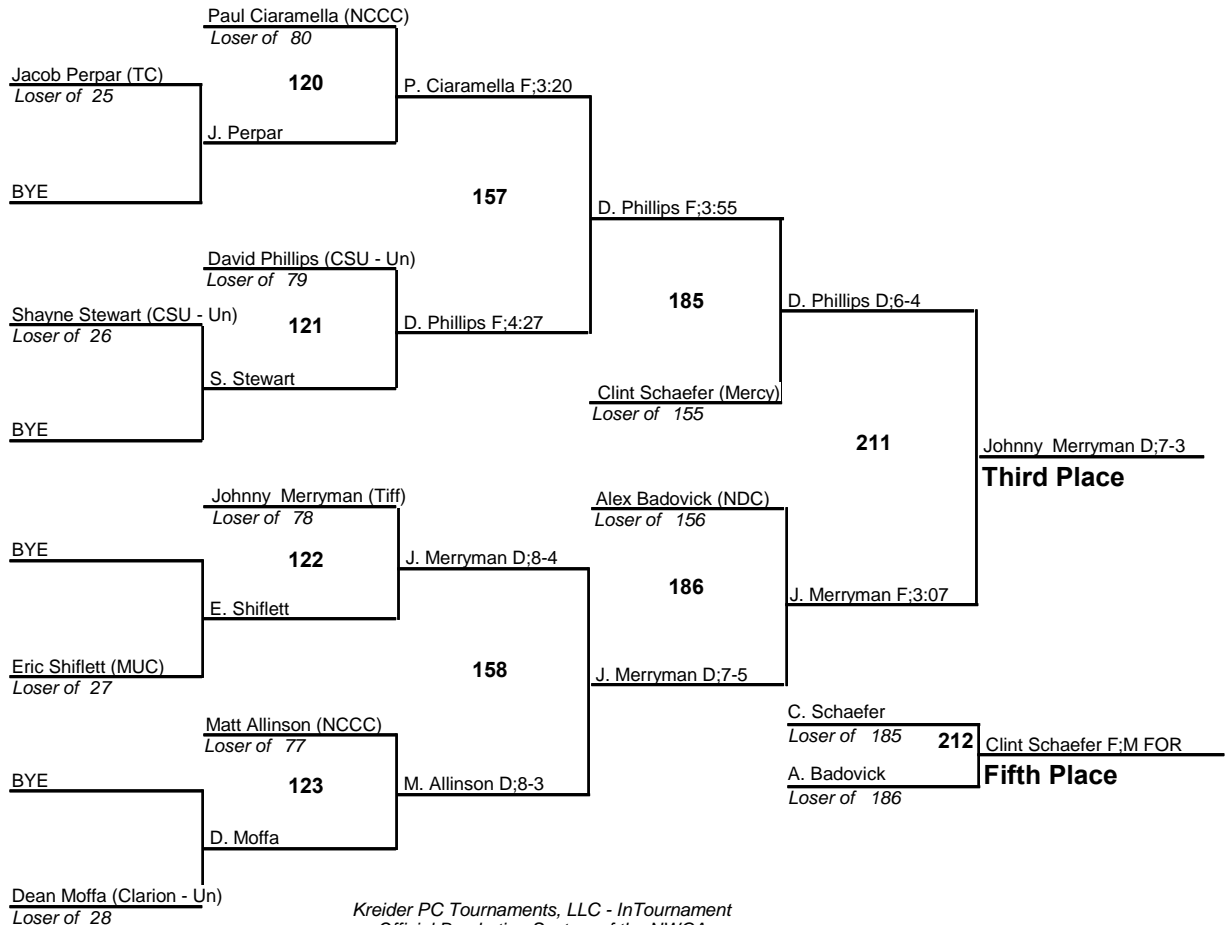 Paul Ciaramella (NCCC)
Loser of 80
Jacob Perpar (TC)
Loser of 25
120
P. Ciaramella F;3:20
J. Perpar
BYE
157
D. Phillips F;3:55
David Phillips (CSU - Un)
Loser of 79
Shayne Stewart (CSU - Un)
Loser of 26
121
D. Phillips F;4:27
185
D. Phillips D;6-4
S. Stewart
Clint Schaefer (Mercy)
Loser of 155
BYE
211
Johnny Merryman D;7-3
Third Place
Johnny Merryman (Tiff)
Loser of 78
Alex Badovick (NDC)
Loser of 156
BYE
122
J. Merryman D;8-4
186
J. Merryman F;3:07
E. Shiflett
Eric Shiflett (MUC)
Loser of 27
158
J. Merryman D;7-5
Matt Allinson (NCCC)
Loser of 77
C. Schaefer
Loser of 185
212
Clint Schaefer F;M FOR
Fifth Place
A. Badovick
Loser of 186
BYE
123
M. Allinson D;8-3
D. Moffa
Dean Moffa (Clarion - Un)
Loser of 28
Kreider PC Tournaments, LLC - InTournament